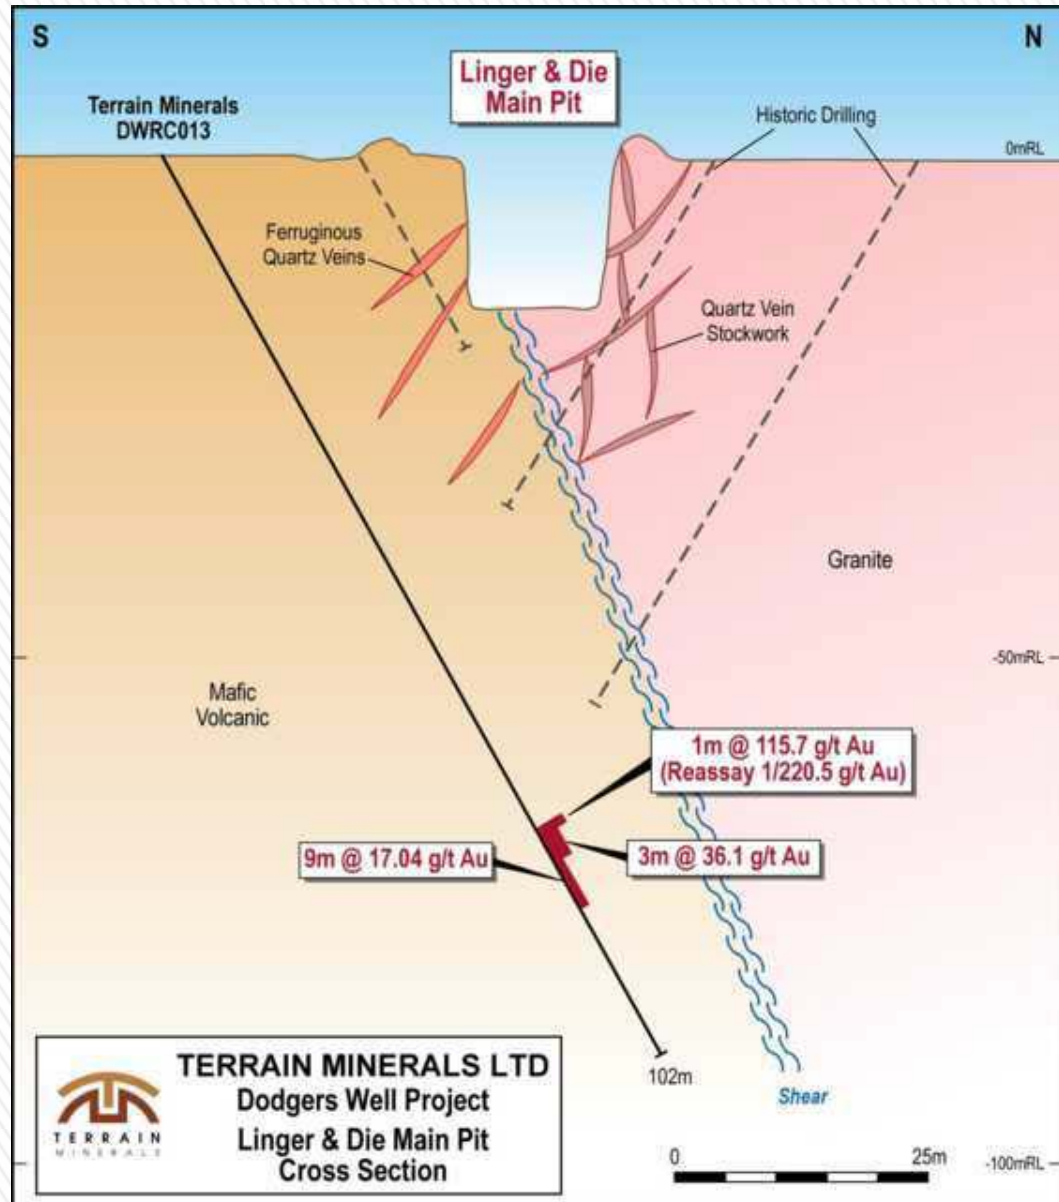 S
N
Linger & Die
Main Pit
Terrain Minerals
DWRC013
Historic Drilling
0mRL
Ferruginous
Quartz Veins
Quartz Vein
Stockwork
Granite
-50mRL
Mafic
Volcanic
1m @ 115.7 g/t Au
(Reassay 1/220.5 g/t Au)
9m @ 17.04 g/t Au
3m @ 36.1 g/t Au
102m
Shear
TERRAIN MINERALS LTD
Dodgers Well Project
Linger & Die Main Pit
Cross Section
TERRAIN
MINERALS
0
25m
-100mRL